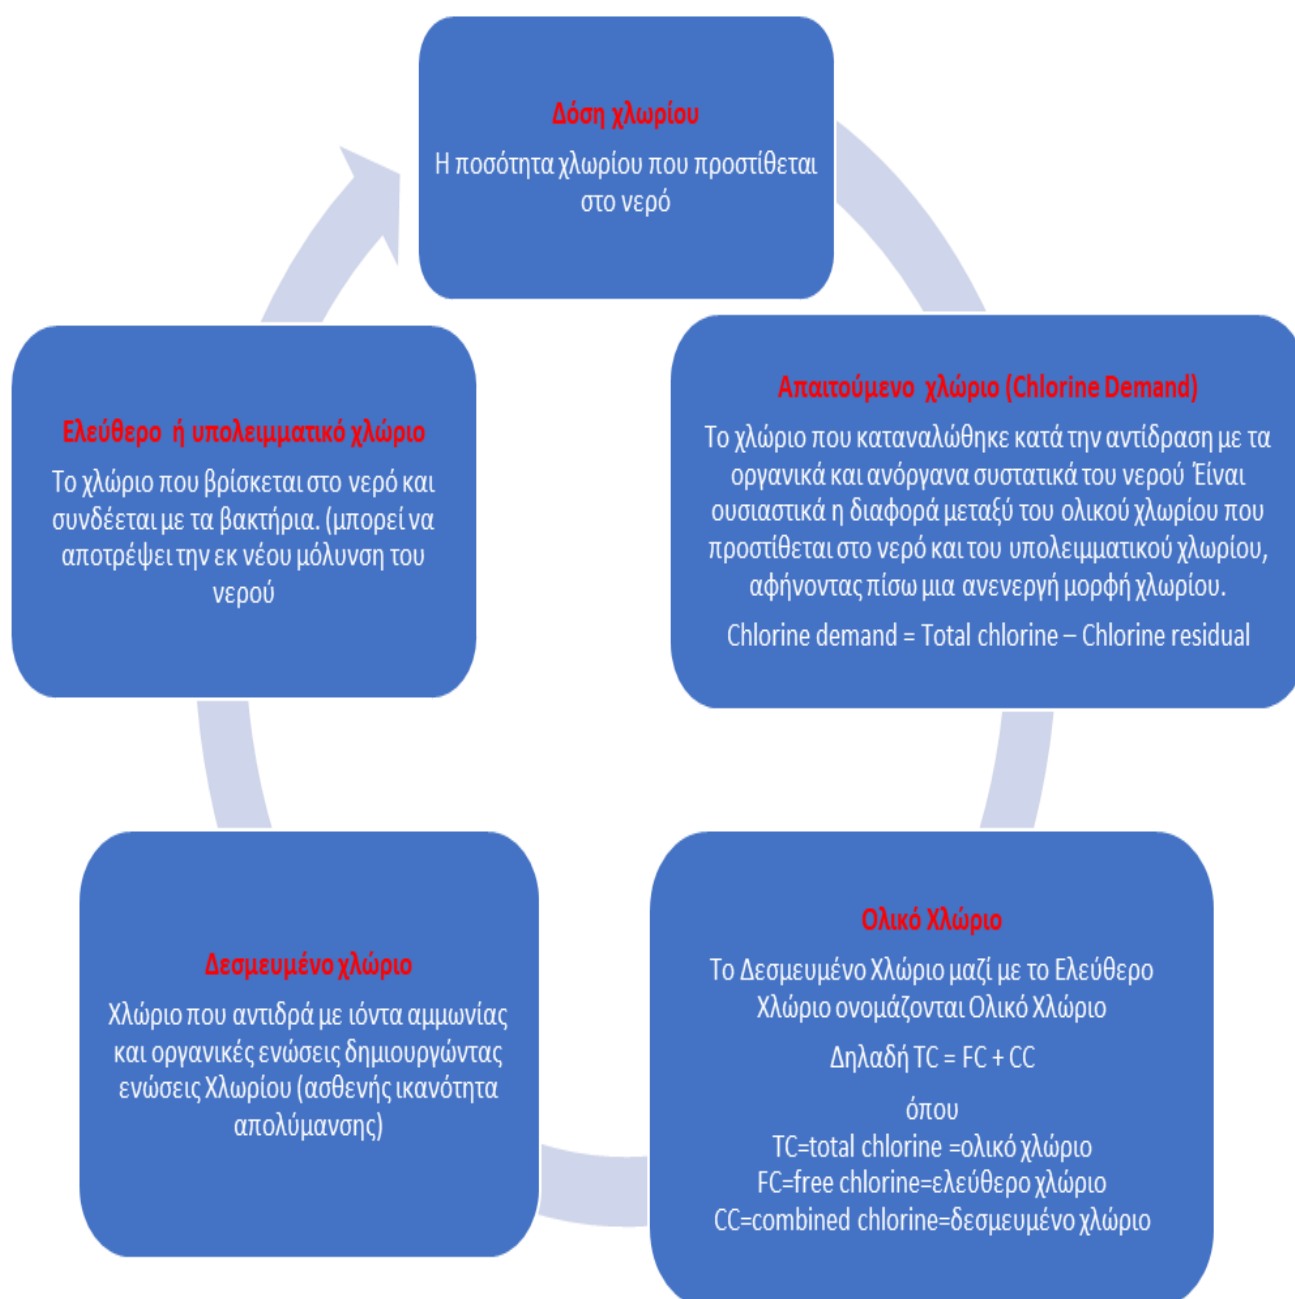 Δόση χλωρίου
Η ποσότητα χλωρίου που προστίθεται
στο νερό
Απαιτούμενο χλώριο (Chlorine Demand)
Το χλώριο που καταναλώθηκε κατά την αντίδραση με τα
οργανικά και ανόργανα συστατικά του νερού Έίναι
ουσιαστικά η διαφορά μεταξύ του ολικού χλωρίου που
προστίθεται στο νερό και του υπολειμματικού χλωρίου,
αφήνοντας πίσω μια ανενεργή μορφή χλωρίου.
Chlorine demand = Total chlorine – Chlorine residual
Ολικό Χλώριο
Το Δεσμευμένο Χλώριο μαζί με το Ελεύθερο
Χλώριο ονομάζονται Ολικό Χλώριο
Δηλαδή TC = FC + CC
όπου
TC=total chlorine =ολικό χλώριο
FC=free chlorine=ελεύθερο χλώριο
CC=combined chlorine=δεσμευμένο χλώριο
Δεσμευμένο χλώριο
Χλώριο που αντιδρά με ιόντα αμμωνίας
και οργανικές ενώσεις δημιουργώντας
ενώσεις Χλωρίου (ασθενής ικανότητα
απολύμανσης)
Ελεύθερο ή υπολειμματικό χλώριο
Το χλώριο που βρίσκεται στο νερό και
συνδέεται με τα βακτήρια. (μπορεί να
αποτρέψει την εκ νέου μόλυνση του
νερού